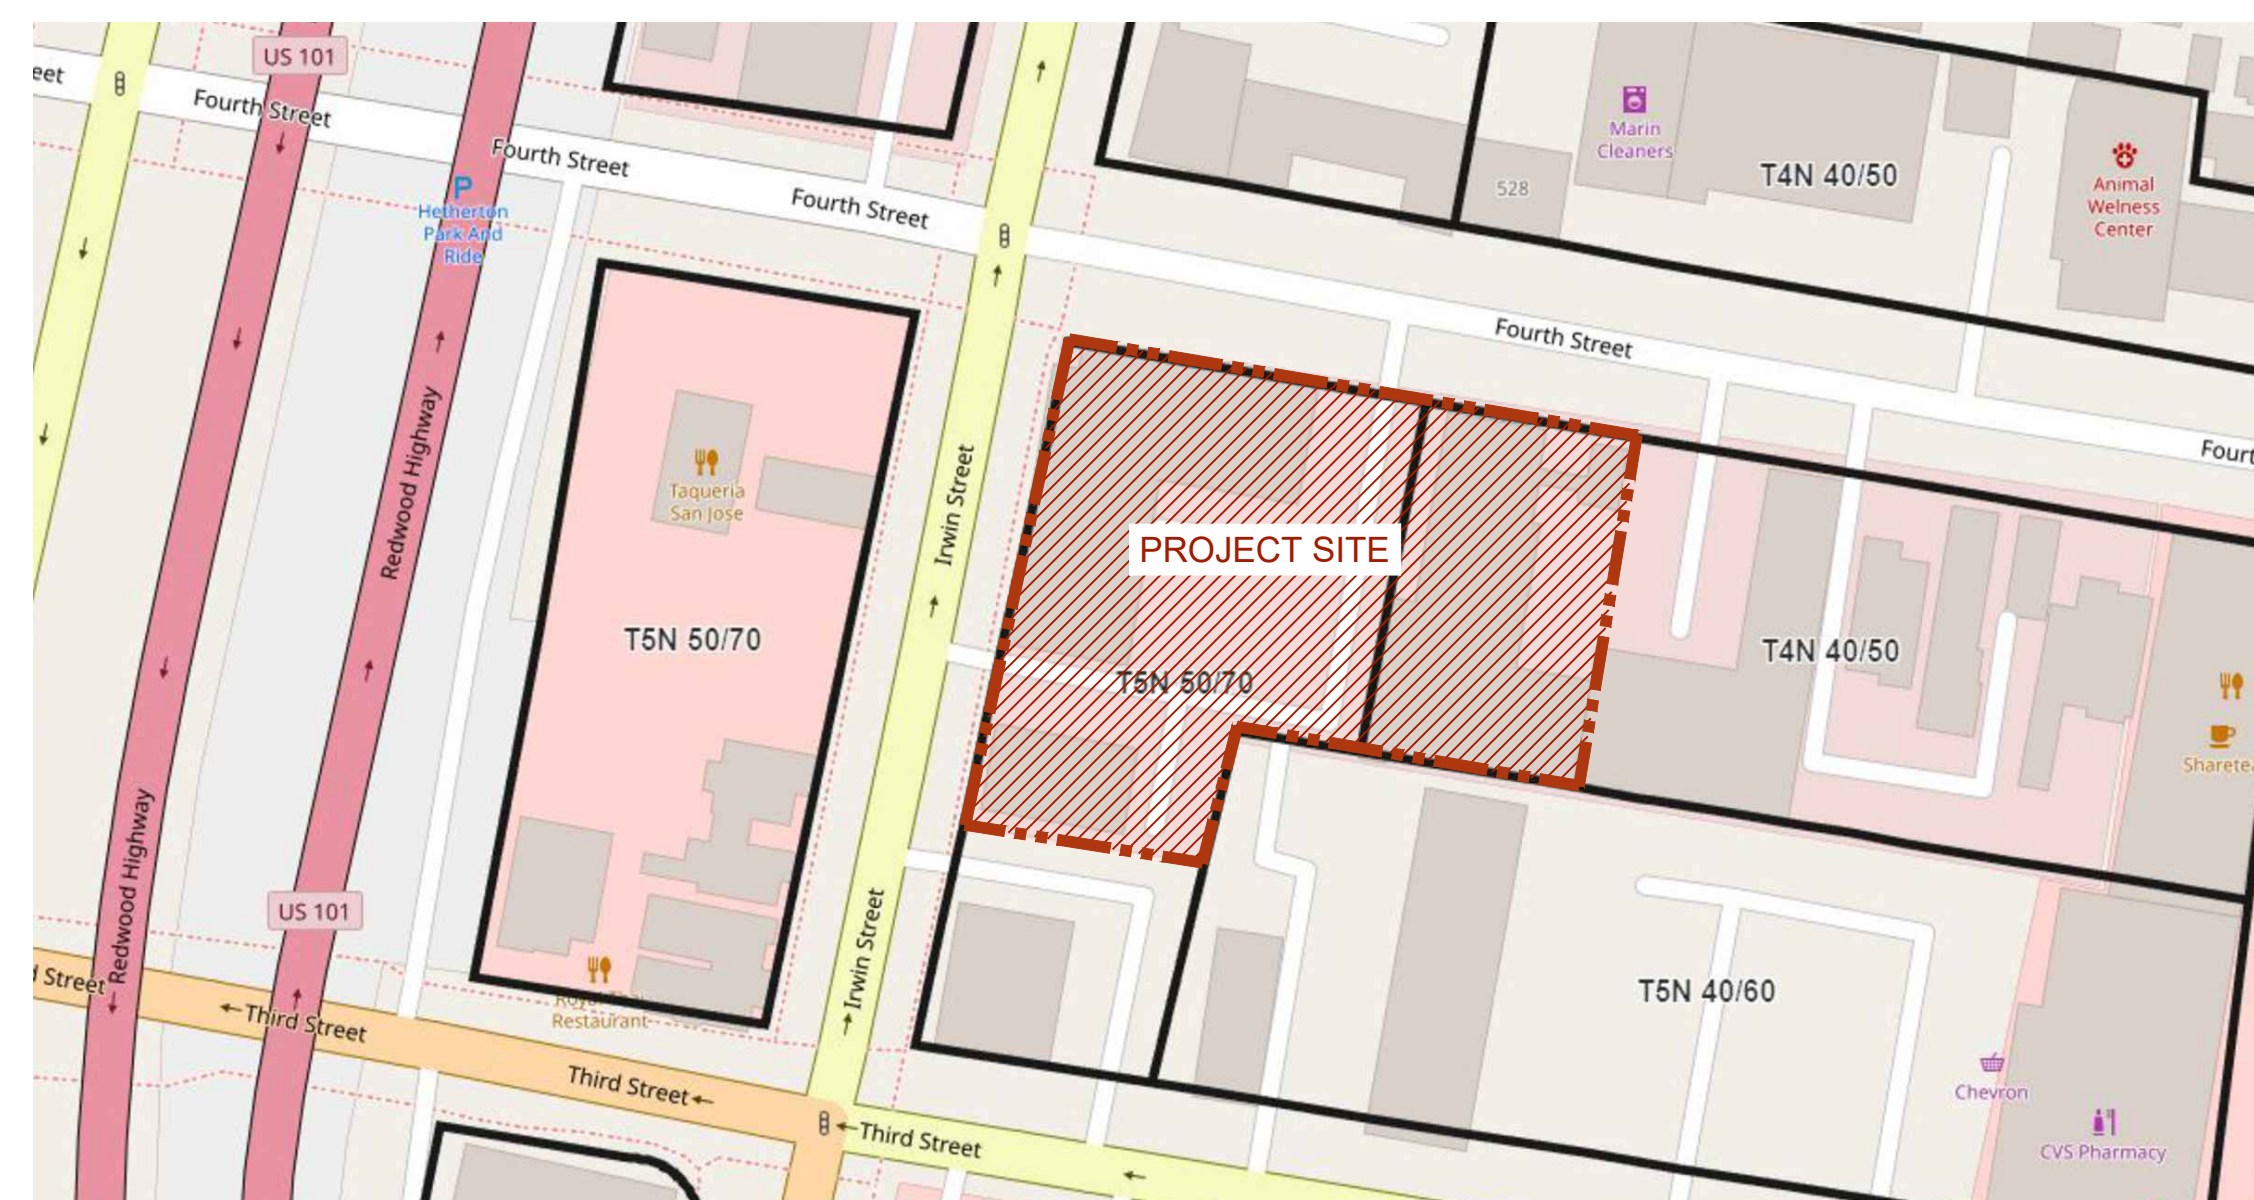 US 101
eet
Fourth Street
Fourth Street
Fourth Street
P
Hetherton
Park And
Ride
Marin
Cleaners
528
T4N 40/50
Animal
Welness
Center
Fourth Street
Fourt
Redwood Highway
Irwin Street
Taqueria
San Jose
T5N 50/70
PROJECT SITE
T5N 50/70
T4N 40/50
Sharete
Redwood Highway
US 101
Irwin Street
d Street
←Third Street
Royal Thai
Restaurant
T5N 40/60
Third Street←
←Third Street
Chevron
CVS Pharmacy